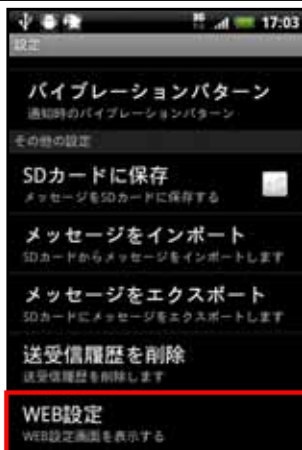 17:03
設定
バイブレーションパターン
通知時のバイブレーションパターン
その他の設定
SDカードに保存
メッセージをSDカードに保存する
メッセージをインポート
SDカードからメッセージをインポートします
メッセージをエクスポート
SDカードにメッセージをエクスポートします
送受信履歴を削除
送受信履歴を削除します
WEB設定
WEB設定画面を表示する